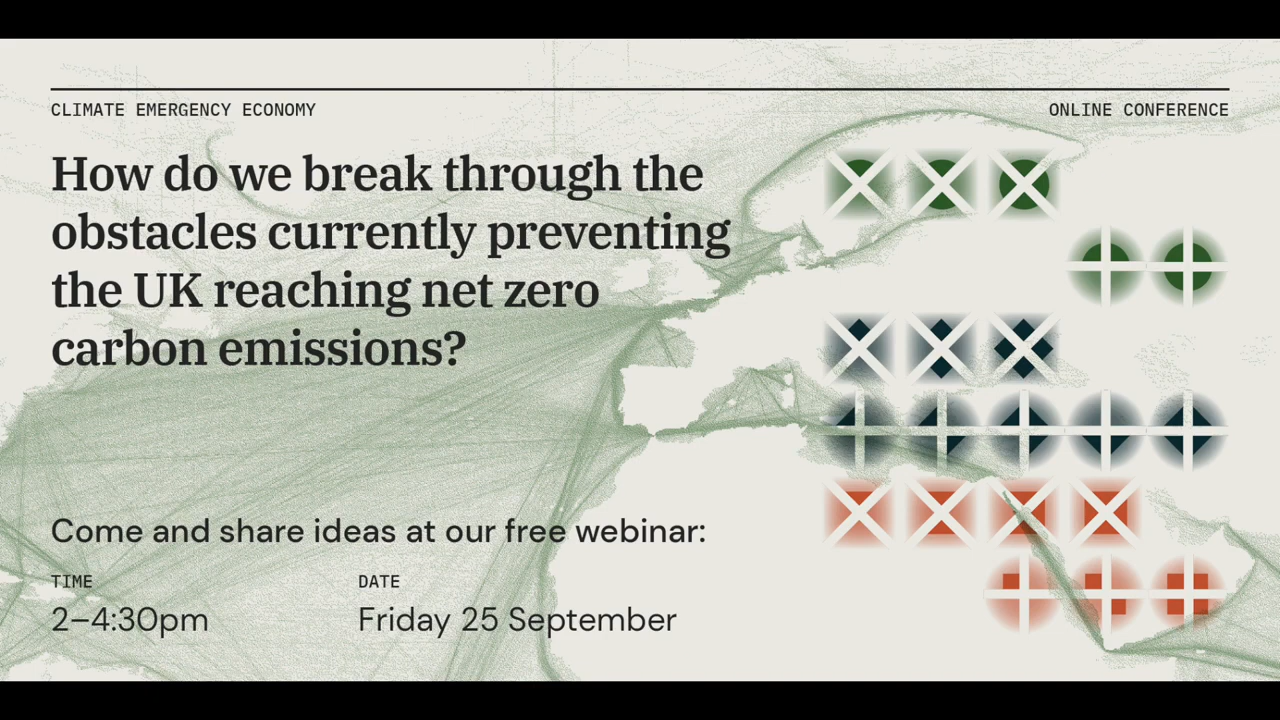 CLIMATE EMERGENCY ECONOMY
ONLINE CONFERENCE
How do we break through the
obstacles currently preventing
the UK reaching net zero
carbon emissions?
Come and share ideas at our free webinar:
TIME
2–4:30pm
DATE
Friday 25 September